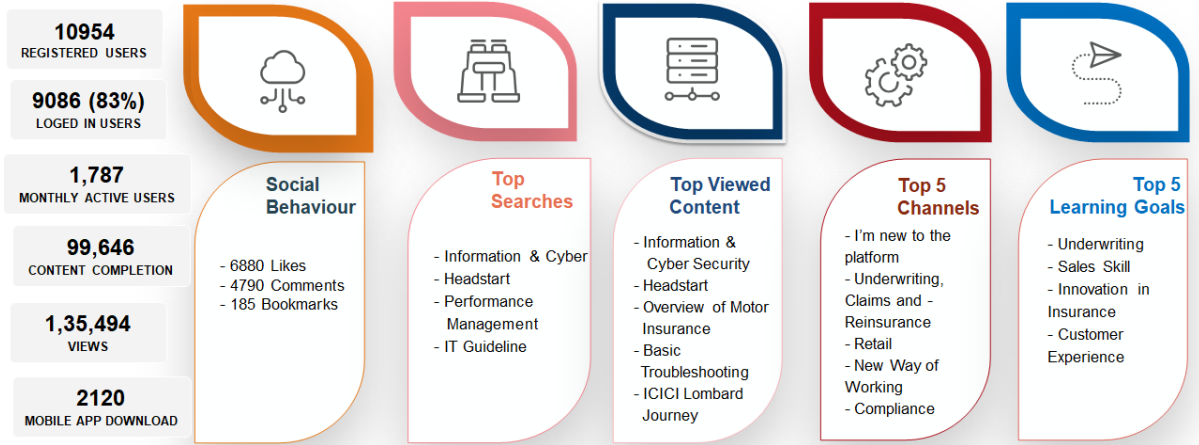 10954
REGISTERED USERS
9086 (83%)
LOGED IN USERS
1,787
MONTHLY ACTIVE USERS
99,646
CONTENT COMPLETION
1,35,494
VIEWS
2120
MOBILE APP DOWNLOAD
Social
Behaviour
- 6880 Likes
- 4790 Comments
- 185 Bookmarks
Top
Searches
- Information & Cyber
- Headstart
- Performance
Management
- IT Guideline
Top Viewed
Content
- Information &
Cyber Security
- Headstart
- Overview of Motor
Insurance
- Basic
Troubleshooting
- ICICI Lombard
Journey
Top 5
Channels
- I'm new to the
platform
- Underwriting,
Claims and -
Reinsurance
- Retail
- New Way of
Working
- Compliance
Top 5
Learning Goals
- Underwriting
- Sales Skill
- Innovation in
Insurance
- Customer
Experience